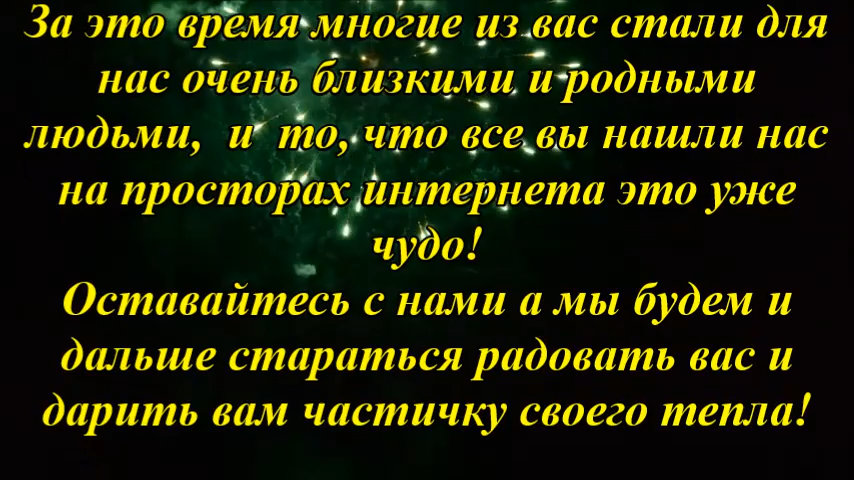 За это время многие из вас стали для
нас очень близкими и родными
людьми, и то, что все вы нашли нас
на просторах интернета это уже
чудо!
Оставайтесь с нами а мы будем и
дальше стараться радовать вас и
дарить вам частичку своего тепла!